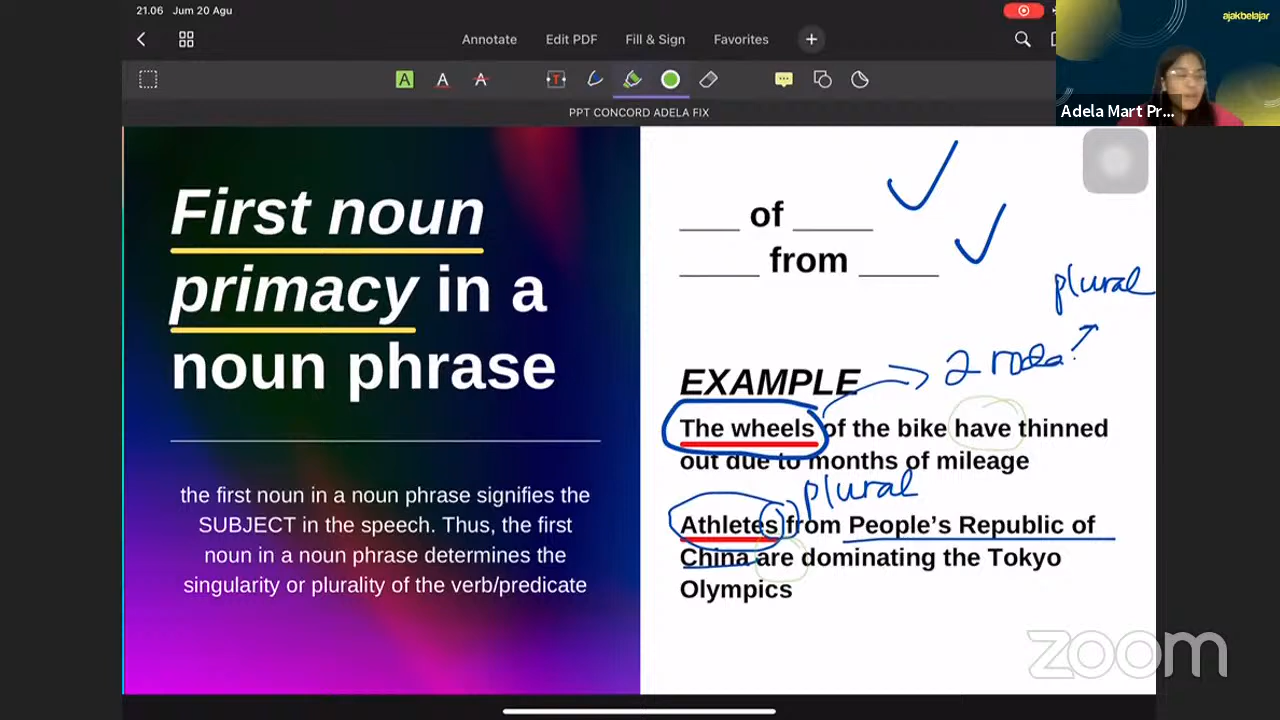 21.06 Jum 20 Agu
ajakbelajar
Annotate Edit PDF Fill & Sign Favorites
A A A T
PPT CONCORD ADELA FIX
Adela Mart Pr...
First noun
primacy in a
noun phrase
the first noun in a noun phrase signifies the
SUBJECT in the speech. Thus, the first
noun in a noun phrase determines the
singularity or plurality of the verb/predicate
____ of ____
____ from ____
plural
2 roda
EXAMPLE
The wheels of the bike have thinned
out due to months of mileage
plural
Athletes from People's Republic of
China are dominating the Tokyo
Olympics
zoom